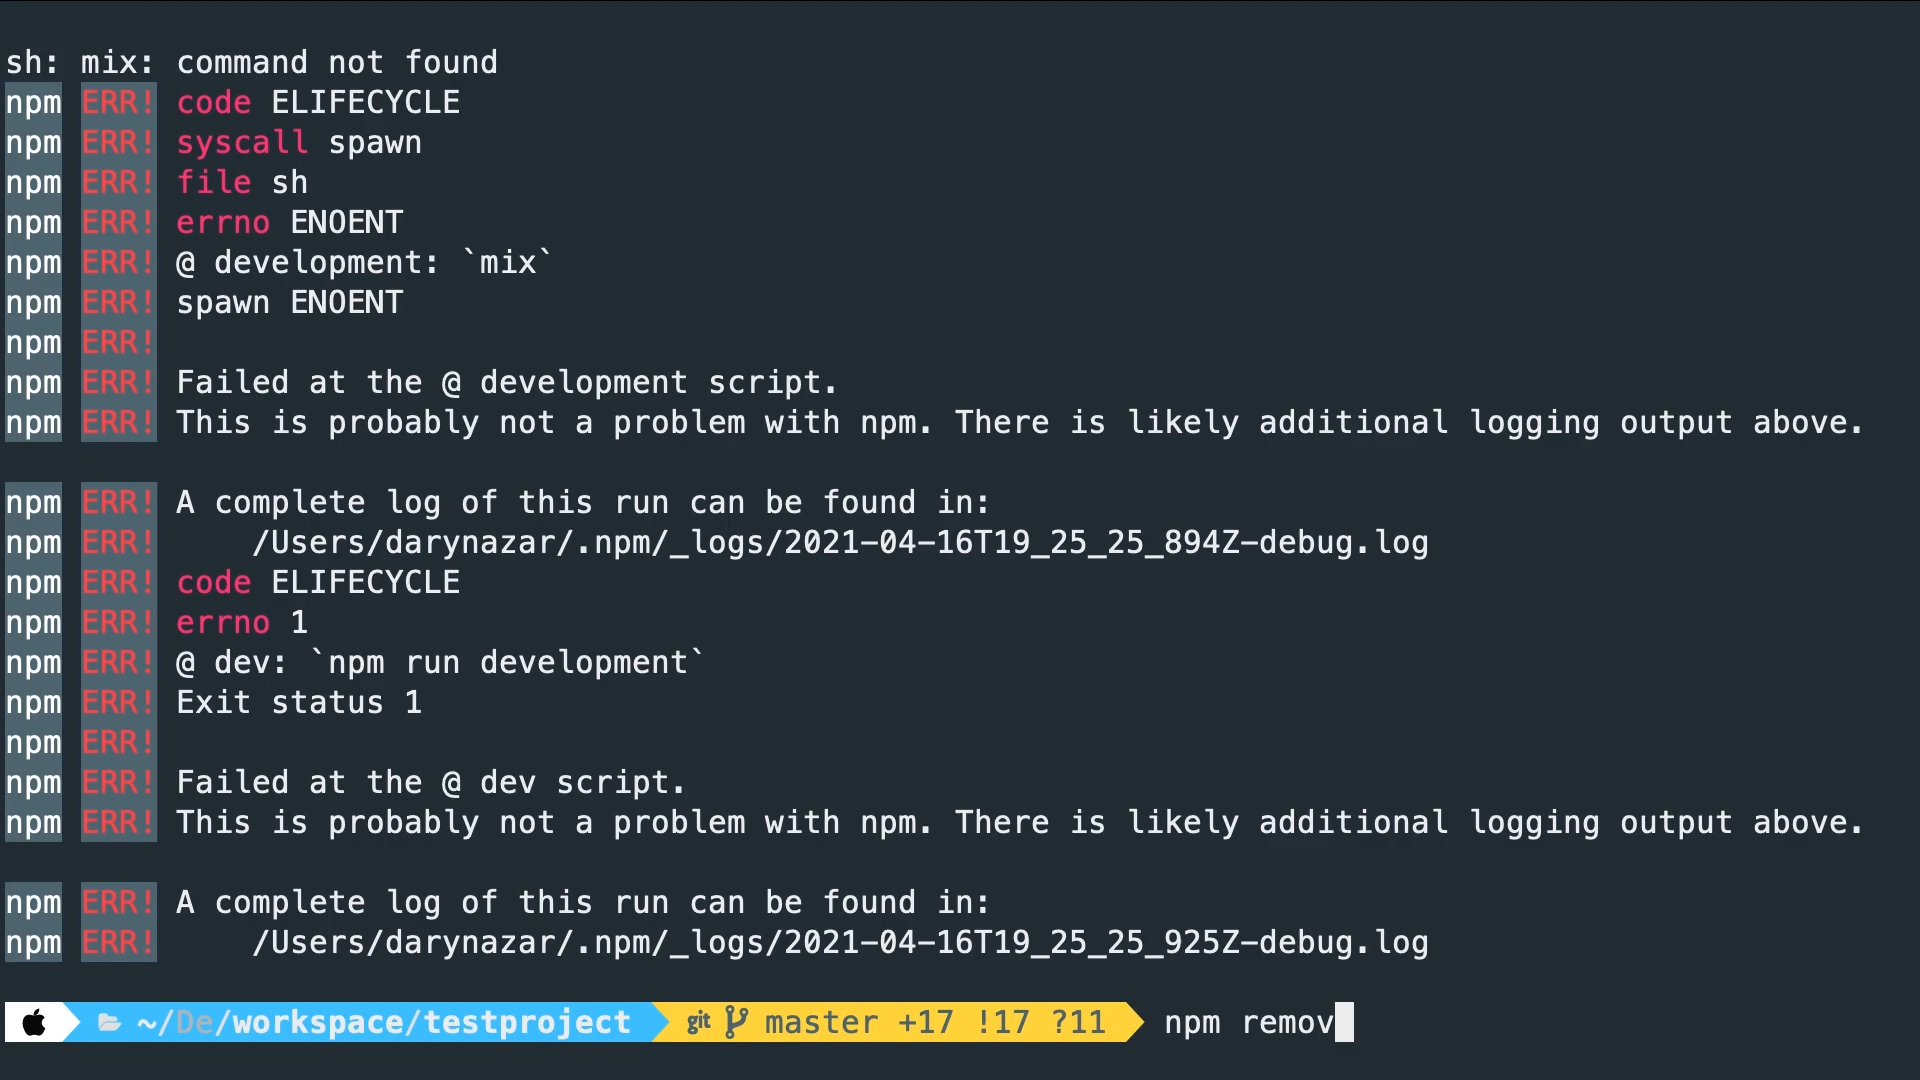 sh: mix: command not found
npm ERR! code ELIFECYCLE
npm ERR! syscall spawn
npm ERR! file sh
npm ERR! errno ENOENT
npm ERR! @ development: `mix`
npm ERR! spawn ENOENT
npm ERR!
npm ERR! Failed at the @ development script.
npm ERR! This is probably not a problem with npm. There is likely additional logging output above.
npm ERR! A complete log of this run can be found in:
npm ERR!     /Users/darynazar/.npm/_logs/2021-04-16T19_25_25_894Z-debug.log
npm ERR! code ELIFECYCLE
npm ERR! errno 1
npm ERR! @ dev: `npm run development`
npm ERR! Exit status 1
npm ERR!
npm ERR! Failed at the @ dev script.
npm ERR! This is probably not a problem with npm. There is likely additional logging output above.
npm ERR! A complete log of this run can be found in:
npm ERR!     /Users/darynazar/.npm/_logs/2021-04-16T19_25_25_925Z-debug.log
~/De/workspace/testproject git master +17 !17 ?11 npm remov